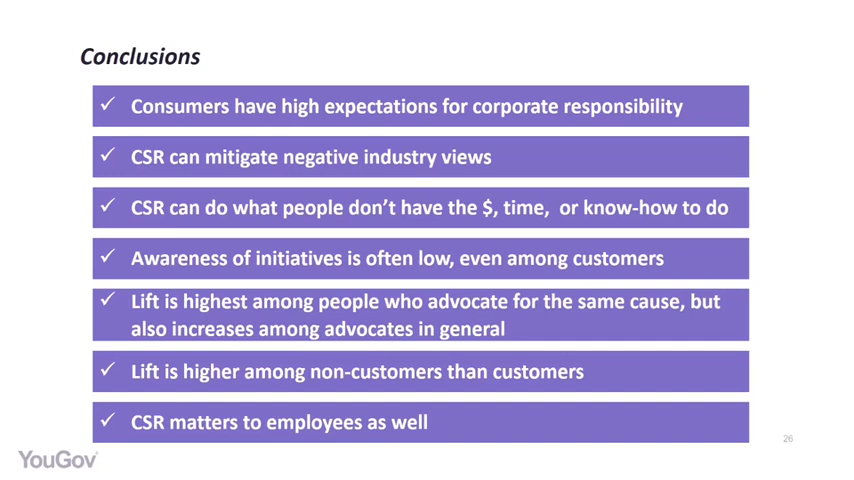 Conclusions
✓ Consumers have high expectations for corporate responsibility
✓ CSR can mitigate negative industry views
✓ CSR can do what people don’t have the $, time, or know-how to do
✓ Awareness of initiatives is often low, even among customers
✓ Lift is highest among people who advocate for the same cause, but
also increases among advocates in general
✓ Lift is higher among non-customers than customers
✓ CSR matters to employees as well
26
YouGov